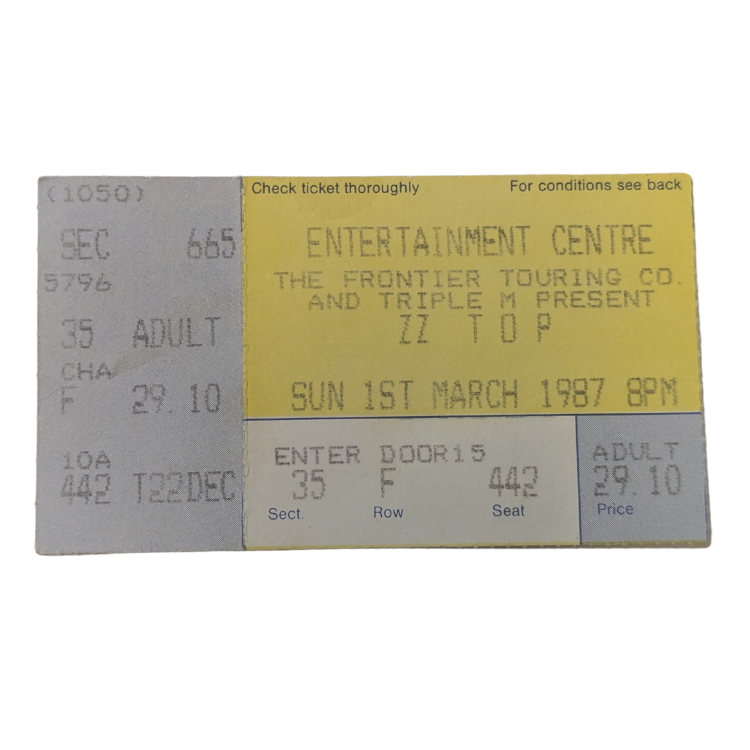 (1050)
SEC 665
5796
35 ADULT
CHA
F 29.10
10A
442 T22DEC
Check ticket thoroughly For conditions see back
ENTERTAINMENT CENTRE
THE FRONTIER TOURING CO.
AND TRIPLE M PRESENT
ZZ TOP
SUN 1ST MARCH 1987 8PM
ENTER DOOR15
35 F 442
Sect. Row Seat
ADULT
29.10
Price